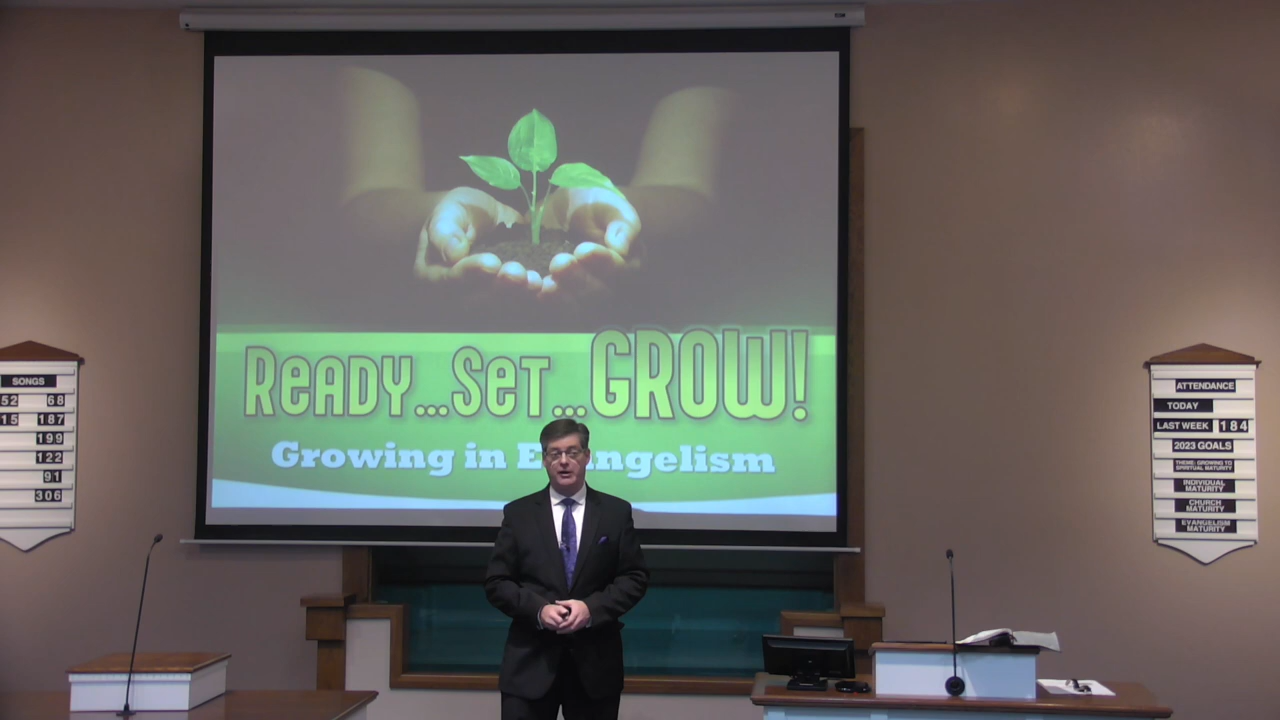 READY...SET...GROW!
Growing in Evangelism
SONGS
52 68
15 187
199
122
91
306
ATTENDANCE
TODAY
LAST WEEK 184
2023 GOALS
THEME: GROWING TO
SPIRITUAL MATURITY
INDIVIDUAL
MATURITY
CHURCH
MATURITY
EVANGELISM
MATURITY